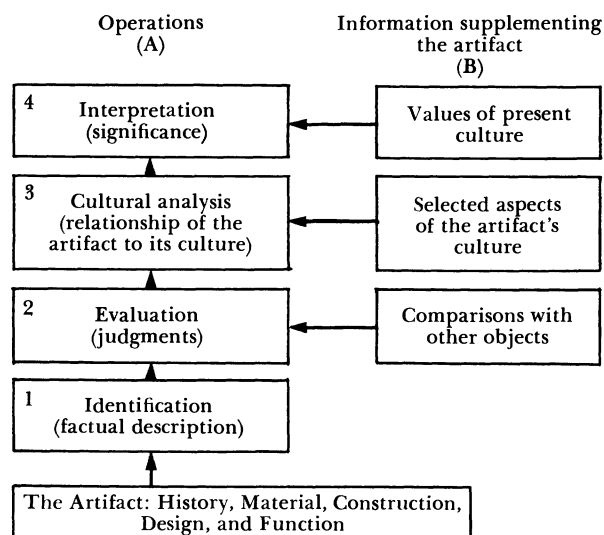 Operations
(A)
Information supplementing
the artifact
(B)
4
Interpretation
(significance)
Values of present
culture
3
Cultural analysis
(relationship of the
artifact to its culture)
Selected aspects
of the artifact's
culture
2
Evaluation
(judgments)
Comparisons with
other objects
1
Identification
(factual description)
The Artifact: History, Material, Construction,
Design, and Function